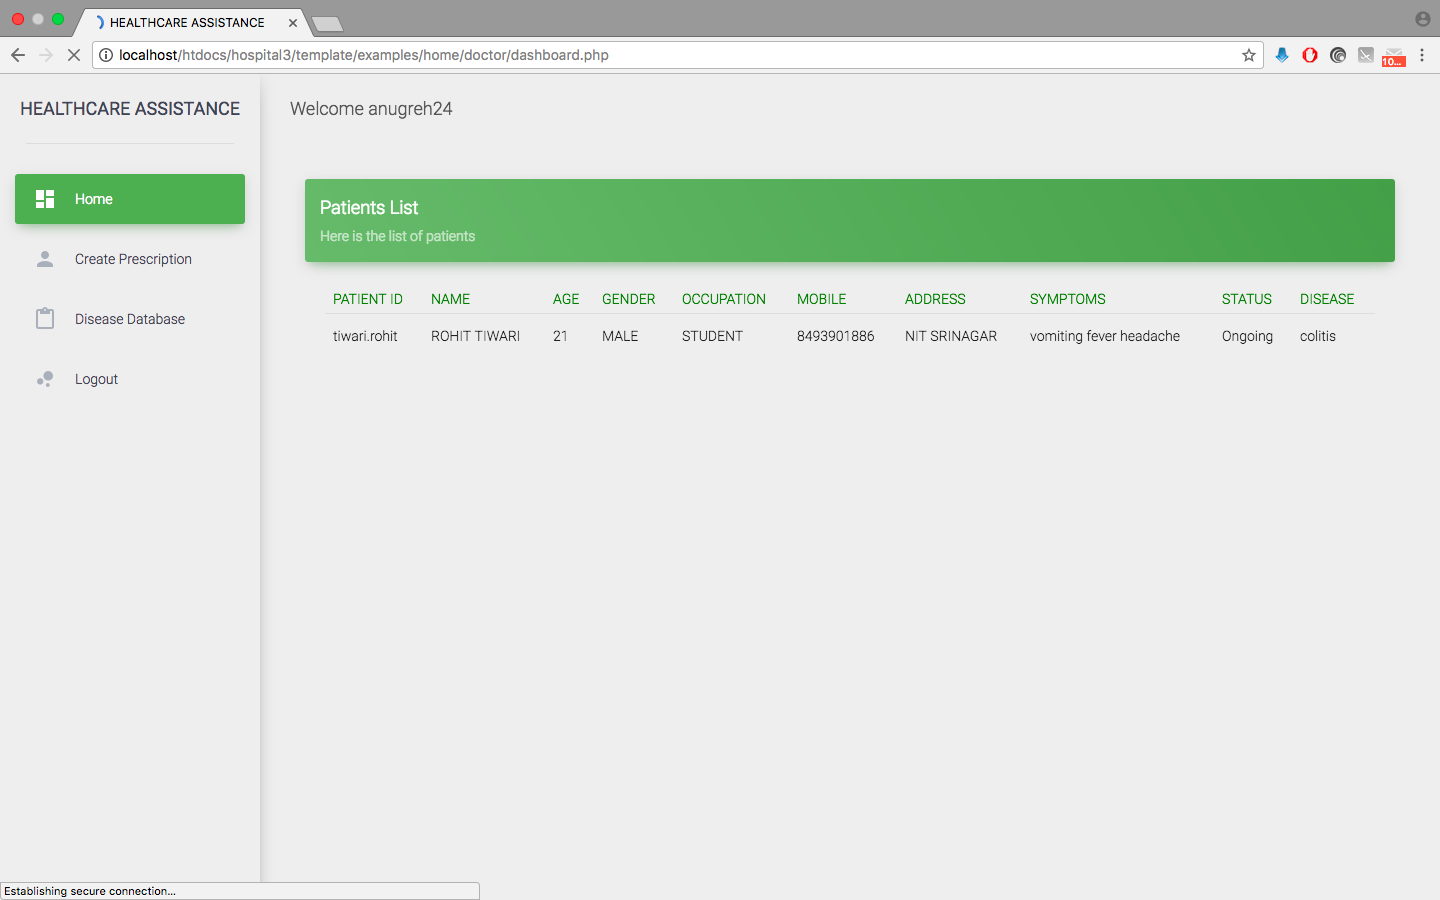 HEALTHCARE ASSISTANCE
localhost/htdocs/hospital3/template/examples/home/doctor/dashboard.php
10...
HEALTHCARE ASSISTANCE
Home
Create Prescription
Disease Database
Logout
Welcome anugreh24
Patients List
Here is the list of patients
PATIENT ID NAME AGE GENDER OCCUPATION MOBILE ADDRESS SYMPTOMS STATUS DISEASE
tiwari.rohit ROHIT TIWARI 21 MALE STUDENT 8493901886 NIT SRINAGAR vomiting fever headache Ongoing colitis
Establishing secure connection...